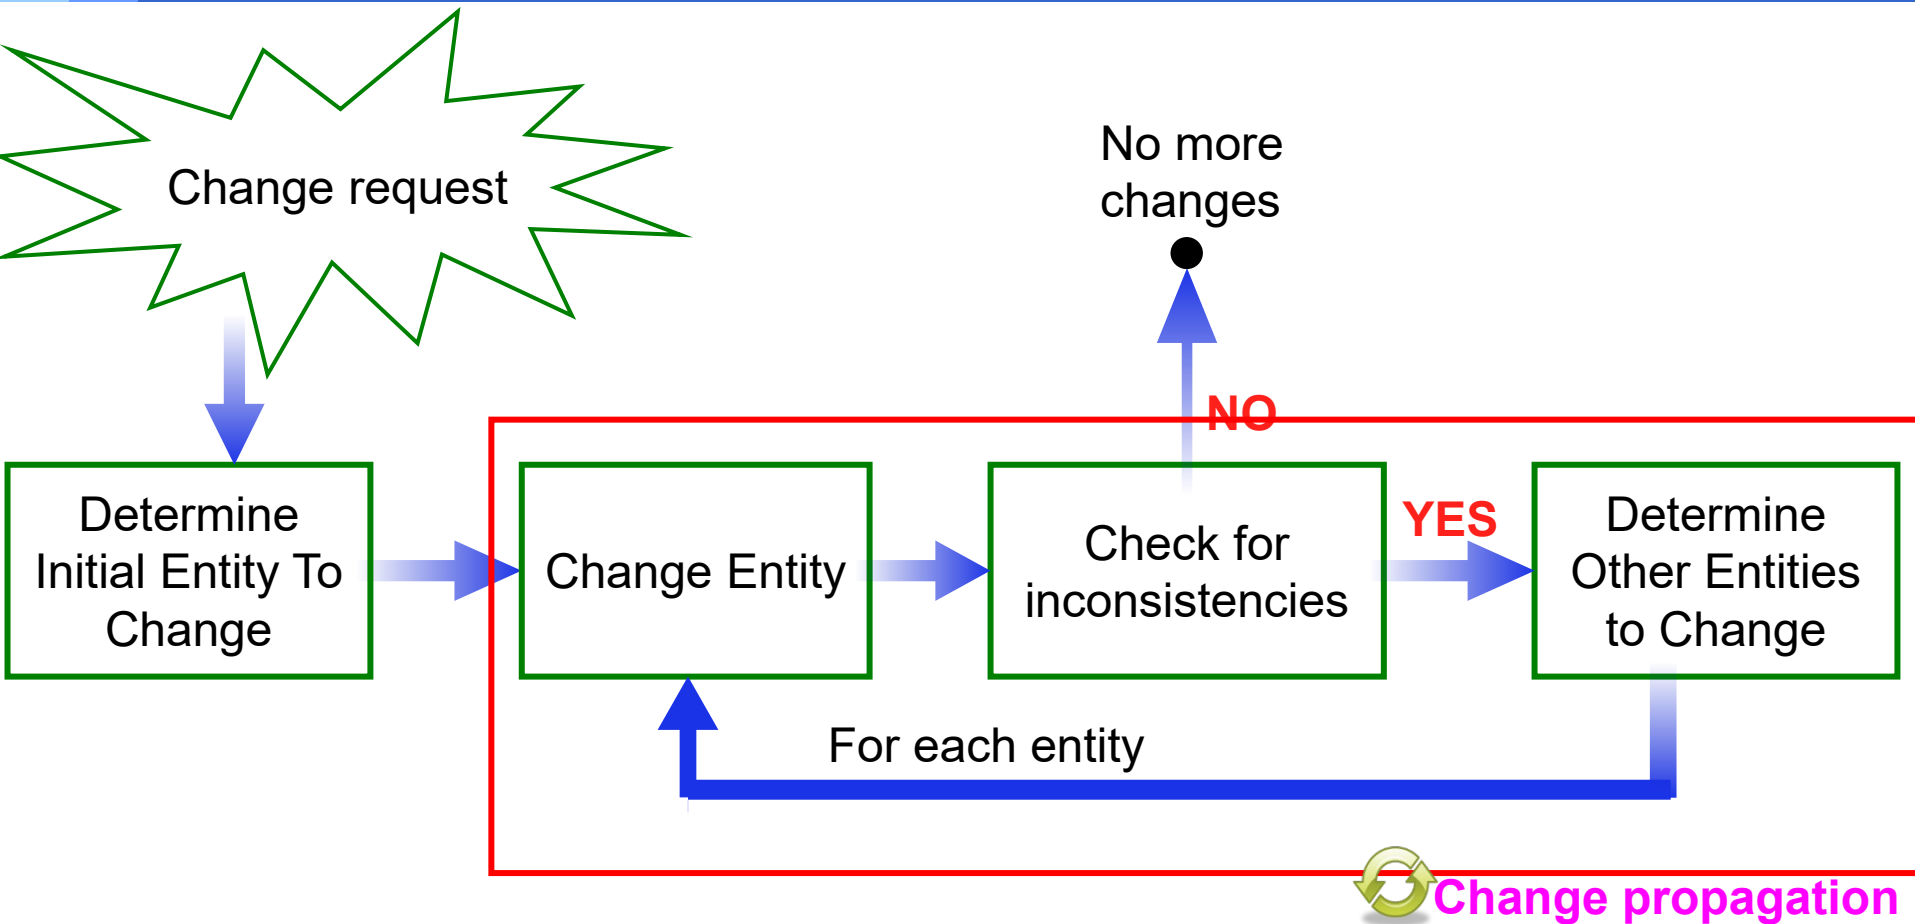 Change request
No more
changes
NO
Determine
Initial Entity To
Change
Change Entity
Check for
inconsistencies
YES
Determine
Other Entities
to Change
For each entity
Change propagation